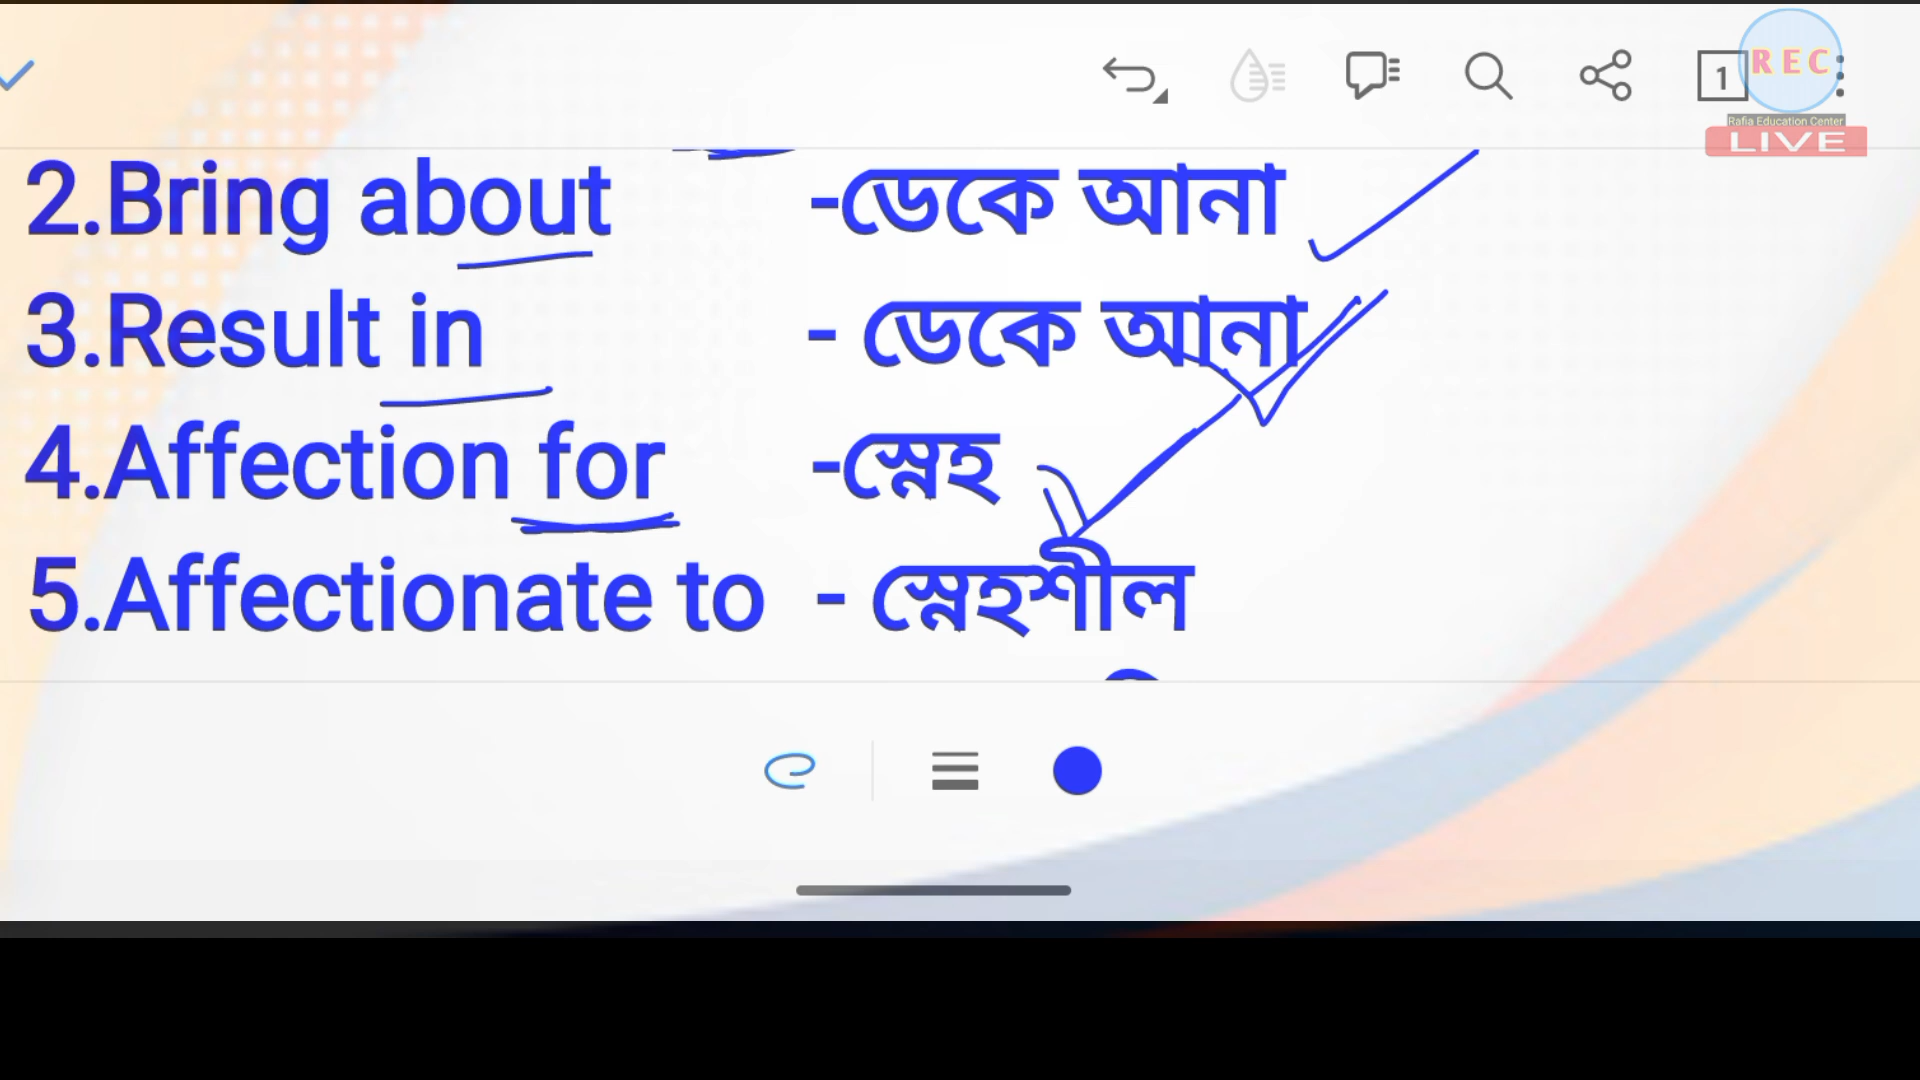 1
REC
Rafia Education Center
LIVE
2.Bring about -ডেকে আনা
3.Result in - ডেকে আনা
4.Affection for -স্নেহ
5.Affectionate to - স্নেহশীল